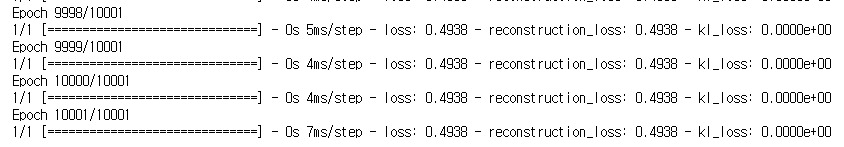 Epoch 9998/10001
1/1 [==============================] - 0s 5ms/step - loss: 0.4938 - reconstruction_loss: 0.4938 - kl_loss: 0.0000e+00
Epoch 9999/10001
1/1 [==============================] - 0s 4ms/step - loss: 0.4938 - reconstruction_loss: 0.4938 - kl_loss: 0.0000e+00
Epoch 10000/10001
1/1 [==============================] - 0s 4ms/step - loss: 0.4938 - reconstruction_loss: 0.4938 - kl_loss: 0.0000e+00
Epoch 10001/10001
1/1 [==============================] - 0s 7ms/step - loss: 0.4938 - reconstruction_loss: 0.4938 - kl_loss: 0.0000e+00